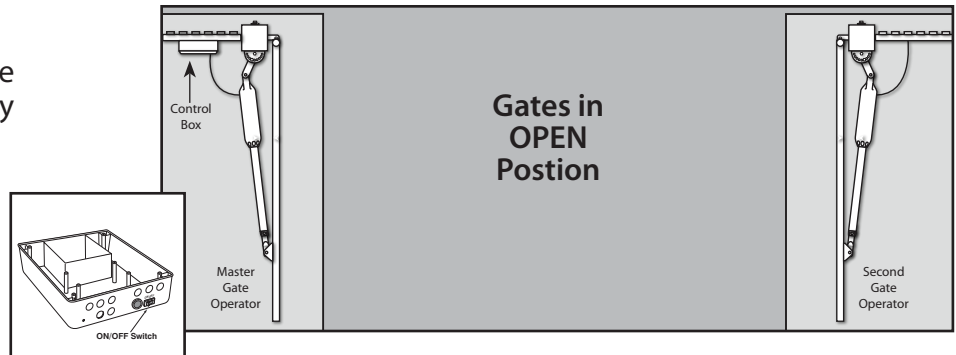 e
y
Control
Box
Gates in
OPEN
Postion
Master
Gate
Operator
Second
Gate
Operator
ON/OFF Switch